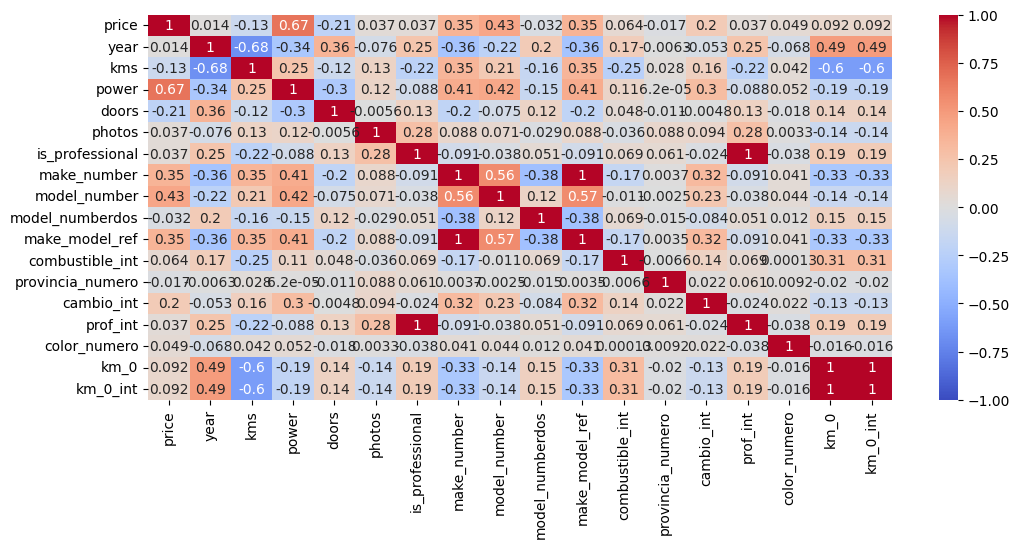 price 1 0.014 -0.13 0.67 -0.21 0.037 0.037 0.35 0.43 -0.032 0.35 0.064 -0.017 0.2 0.037 0.049 0.092 0.092 1.00
year 0.014 1 -0.68 -0.34 0.36 -0.076 0.25 -0.36 -0.22 0.2 -0.36 0.17 -0.0063 -0.053 0.25 -0.068 0.49 0.49 0.75
kms -0.13 -0.68 1 0.25 -0.12 0.13 -0.22 0.35 0.21 -0.16 0.35 -0.25 0.028 0.16 -0.22 0.042 -0.6 -0.6
power 0.67 -0.34 0.25 1 -0.3 0.12 -0.088 0.41 0.42 -0.15 0.41 0.11 6.2e-05 0.3 -0.088 0.052 -0.19 -0.19 0.50
doors -0.21 0.36 -0.12 -0.3 1 -0.0056 0.13 -0.2 -0.075 0.12 -0.2 0.048 -0.011 -0.0048 0.13 -0.018 0.14 0.14
photos 0.037 -0.076 0.13 0.12 -0.0056 1 0.28 0.088 0.071 -0.029 0.088 -0.036 0.088 0.094 0.28 0.0033 -0.14 -0.14
is_professional 0.037 0.25 -0.22 -0.088 0.13 0.28 1 -0.091 -0.038 0.051 -0.091 0.069 0.061 -0.024 1 -0.038 0.19 0.19 0.25
make_number 0.35 -0.36 0.35 0.41 -0.2 0.088 -0.091 1 0.56 -0.38 1 -0.17 0.0037 0.32 -0.091 0.041 -0.33 -0.33
model_number 0.43 -0.22 0.21 0.42 -0.075 0.071 -0.038 0.56 1 0.12 0.57 -0.011 -0.0025 0.23 -0.038 0.044 -0.14 -0.14 0.00
model_numberdos -0.032 0.2 -0.16 -0.15 0.12 -0.029 0.051 -0.38 0.12 1 -0.38 0.069 -0.015 -0.084 0.051 0.012 0.15 0.15
make_model_ref 0.35 -0.36 0.35 0.41 -0.2 0.088 -0.091 1 0.57 -0.38 1 -0.17 0.0035 0.32 -0.091 0.041 -0.33 -0.33 -0.25
combustible_int 0.064 0.17 -0.25 0.11 0.048 -0.036 0.069 -0.17 -0.011 0.069 -0.17 1 -0.0066 0.14 0.069 0.31 0.31
provincia_numero -0.017 -0.0063 0.028 6.2e-05 -0.011 0.088 0.061 0.0037 -0.0025 -0.015 0.0035 -0.0066 1 0.022 0.061 0.0092 -0.02 -0.02
cambio_int 0.2 -0.053 0.16 0.3 -0.0048 0.094 -0.024 0.32 0.23 -0.084 0.32 0.14 0.022 1 -0.024 0.022 -0.13 -0.13 -0.50
prof_int 0.037 0.25 -0.22 -0.088 0.13 0.28 1 -0.091 -0.038 0.051 -0.091 0.069 0.061 -0.024 1 -0.038 0.19 0.19
color_numero 0.049 -0.068 0.042 0.052 -0.018 0.0033 -0.038 0.041 0.044 0.012 0.041 0.0092 0.022 -0.038 1 -0.016 -0.016 -0.75
km_0 0.092 0.49 -0.6 -0.19 0.14 -0.14 0.19 -0.33 -0.14 0.15 -0.33 0.31 -0.02 -0.13 0.19 -0.016 1 1
km_0_int 0.092 0.49 -0.6 -0.19 0.14 -0.14 0.19 -0.33 -0.14 0.15 -0.33 0.31 -0.02 -0.13 0.19 -0.016 1 1 -1.00
price year kms power doors photos is_professional make_number model_number model_numberdos make_model_ref combustible_int provincia_numero cambio_int prof_int color_numero km_0 km_0_int